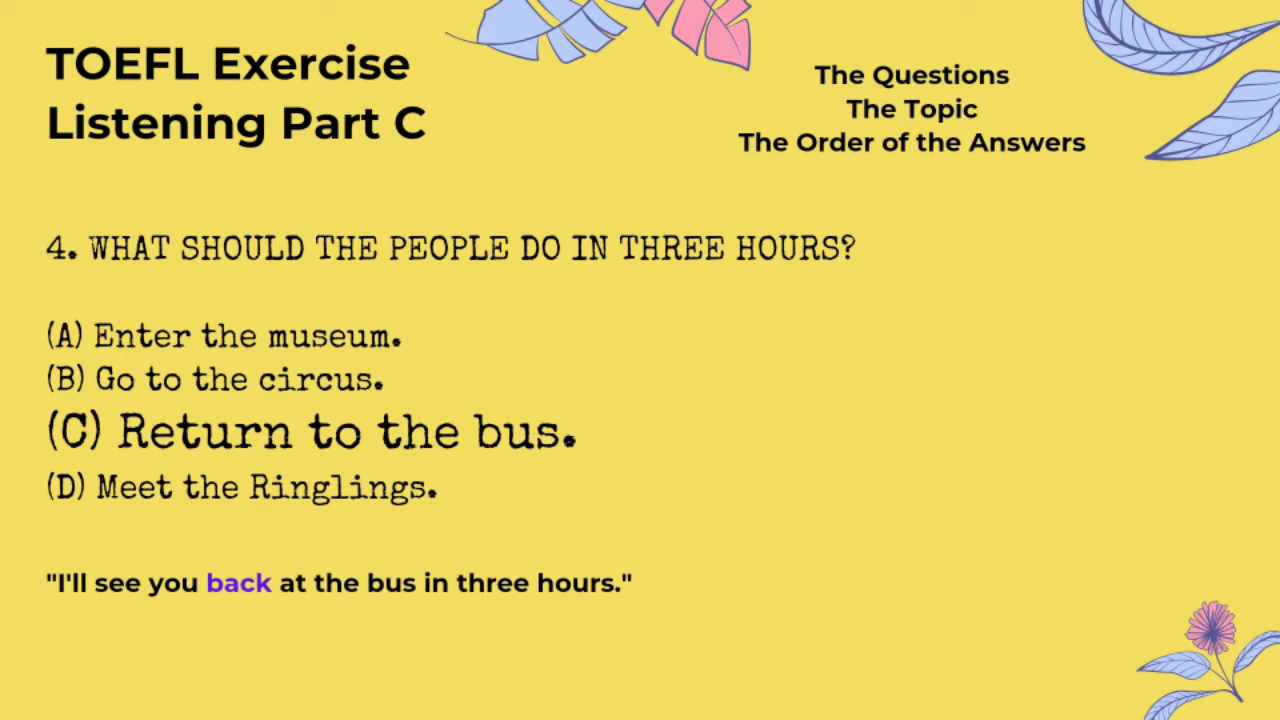 TOEFL Exercise
Listening Part C
The Questions
The Topic
The Order of the Answers
4. WHAT SHOULD THE PEOPLE DO IN THREE HOURS?
(A) Enter the museum.
(B) Go to the circus.
(C) Return to the bus.
(D) Meet the Ringlings.
"I'll see you back at the bus in three hours."